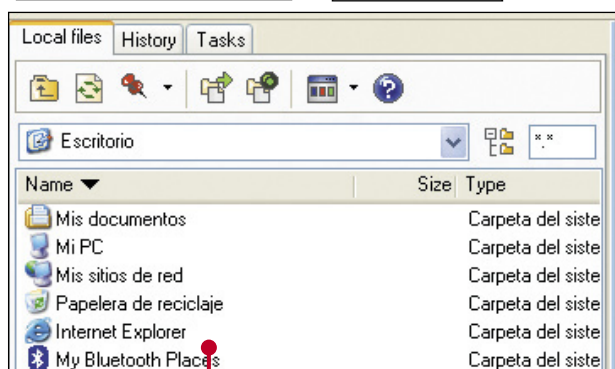 Local files History Tasks
Escritorio *.*
Name Size Type
Mis documentos Carpeta del siste
Mi PC Carpeta del siste
Mis sitios de red Carpeta del siste
Papelera de reciclaje Carpeta del siste
Internet Explorer Carpeta del siste
My Bluetooth Places Carpeta del siste